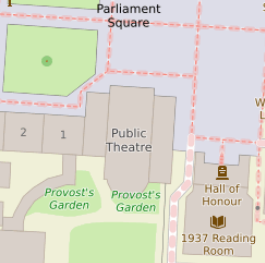 Parliament
Square
2
1
Public
Theatre
Provost's
Garden
Provost's
Garden
Hall of
Honour
1937 Reading
Room